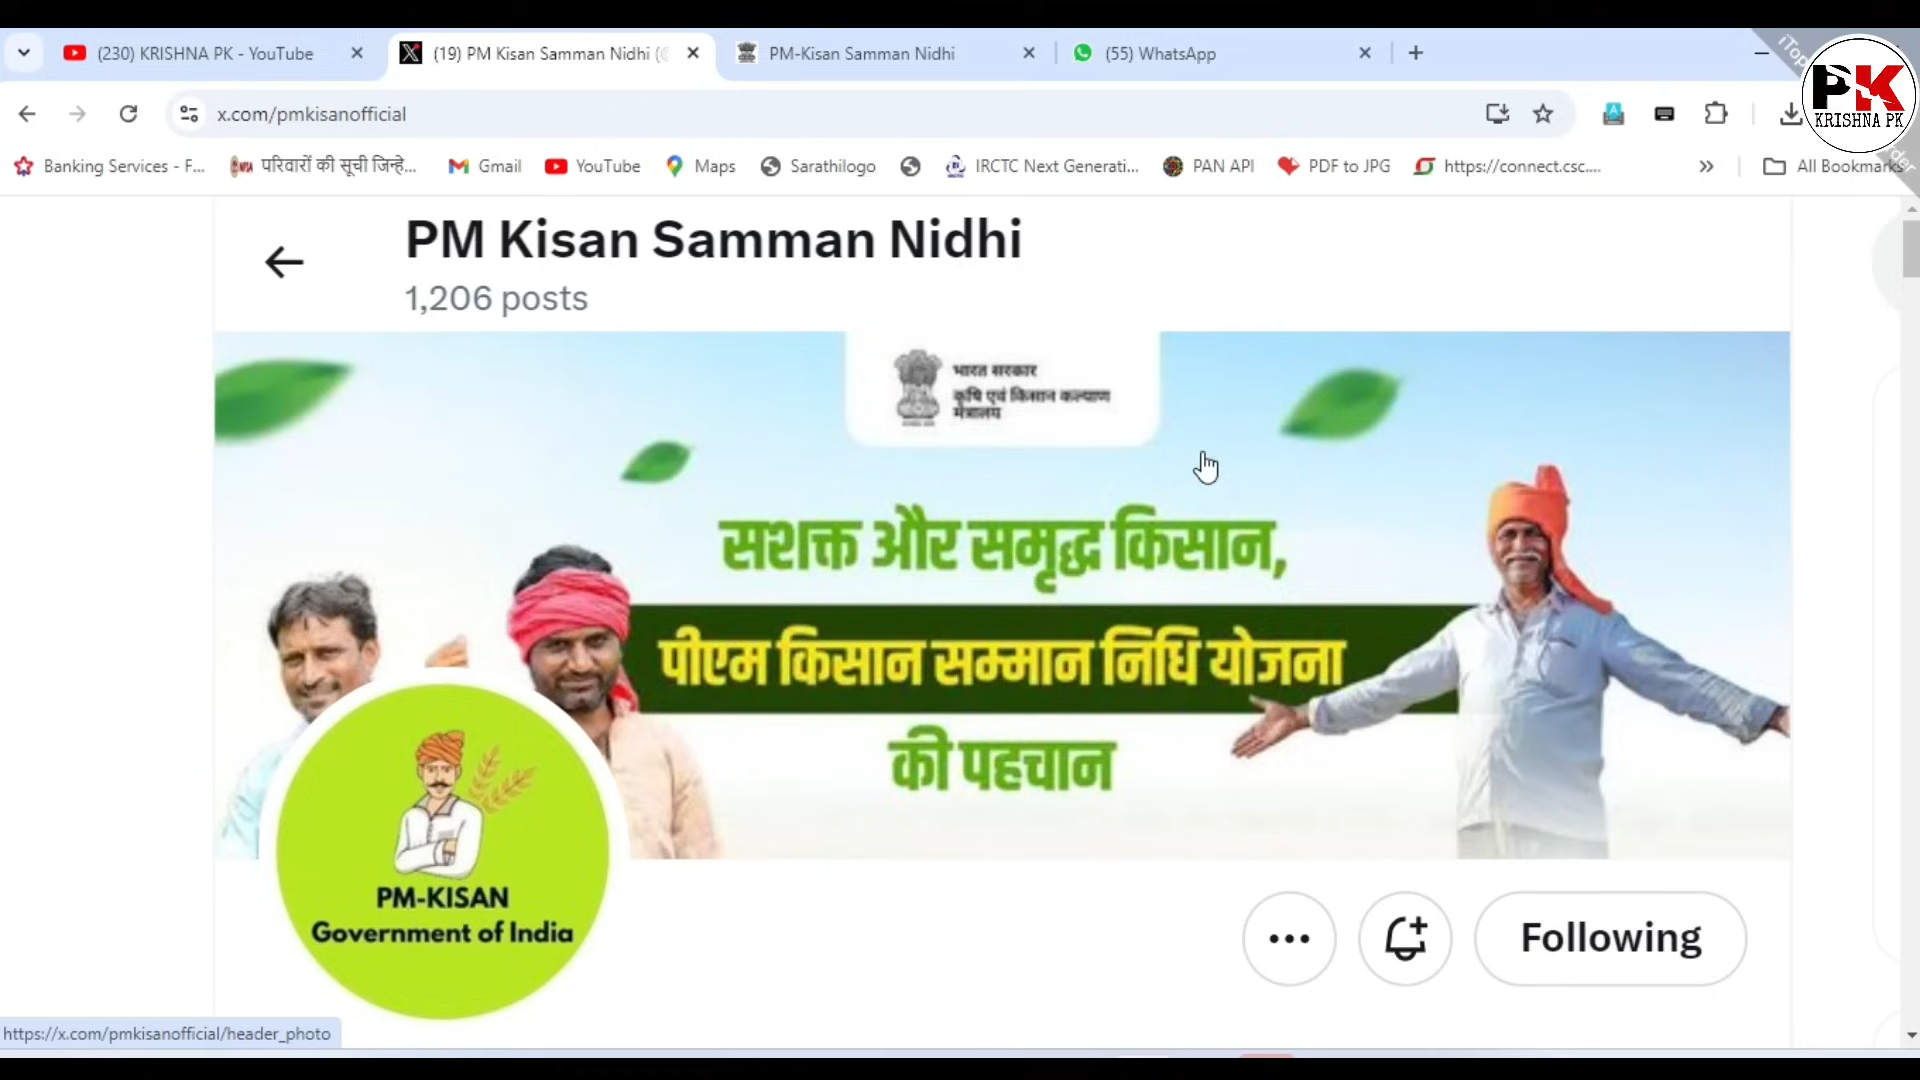 (230) KRISHNA PK - YouTube
(19) PM Kisan Samman Nidhi (@
PM-Kisan Samman Nidhi
(55) WhatsApp
iTop
PK
KRISHNA PK
x.com/pmkisanofficial
Banking Services - F...
परिवारों की सूची जिन्हे...
Gmail
YouTube
Maps
Sarathilogo
IRCTC Next Generati...
PAN API
PDF to JPG
https://connect.csc....
All Bookmarks
PM Kisan Samman Nidhi
1,206 posts
भारत सरकार
कृषि एवं किसान कल्याण
मंत्रालय
सशक्त और समृद्ध किसान,
पीएम किसान सम्मान निधि योजना
की पहचान
PM-KISAN
Government of India
Following
https://x.com/pmkisanofficial/header_photo